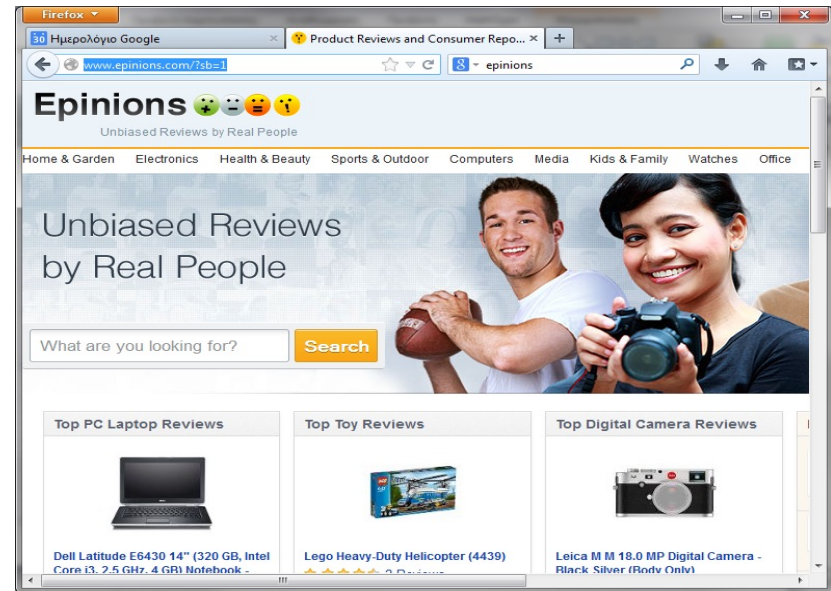 Firefox
30 Ημερολόγιο Google
Product Reviews and Consumer Repo...
www.epinions.com/?sb=1
8 epinions
Epinions
Unbiased Reviews by Real People
Home & Garden Electronics Health & Beauty Sports & Outdoor Computers Media Kids & Family Watches Office
Unbiased Reviews
by Real People
What are you looking for? Search
Top PC Laptop Reviews
Top Toy Reviews
Top Digital Camera Reviews
Dell Latitude E6430 14" (320 GB, Intel
Core i3, 2.5 GHz, 4 GB) Notebook -
Lego Heavy-Duty Helicopter (4439)
2 Reviews
Leica M M 18.0 MP Digital Camera -
Black Silver (Body Only)